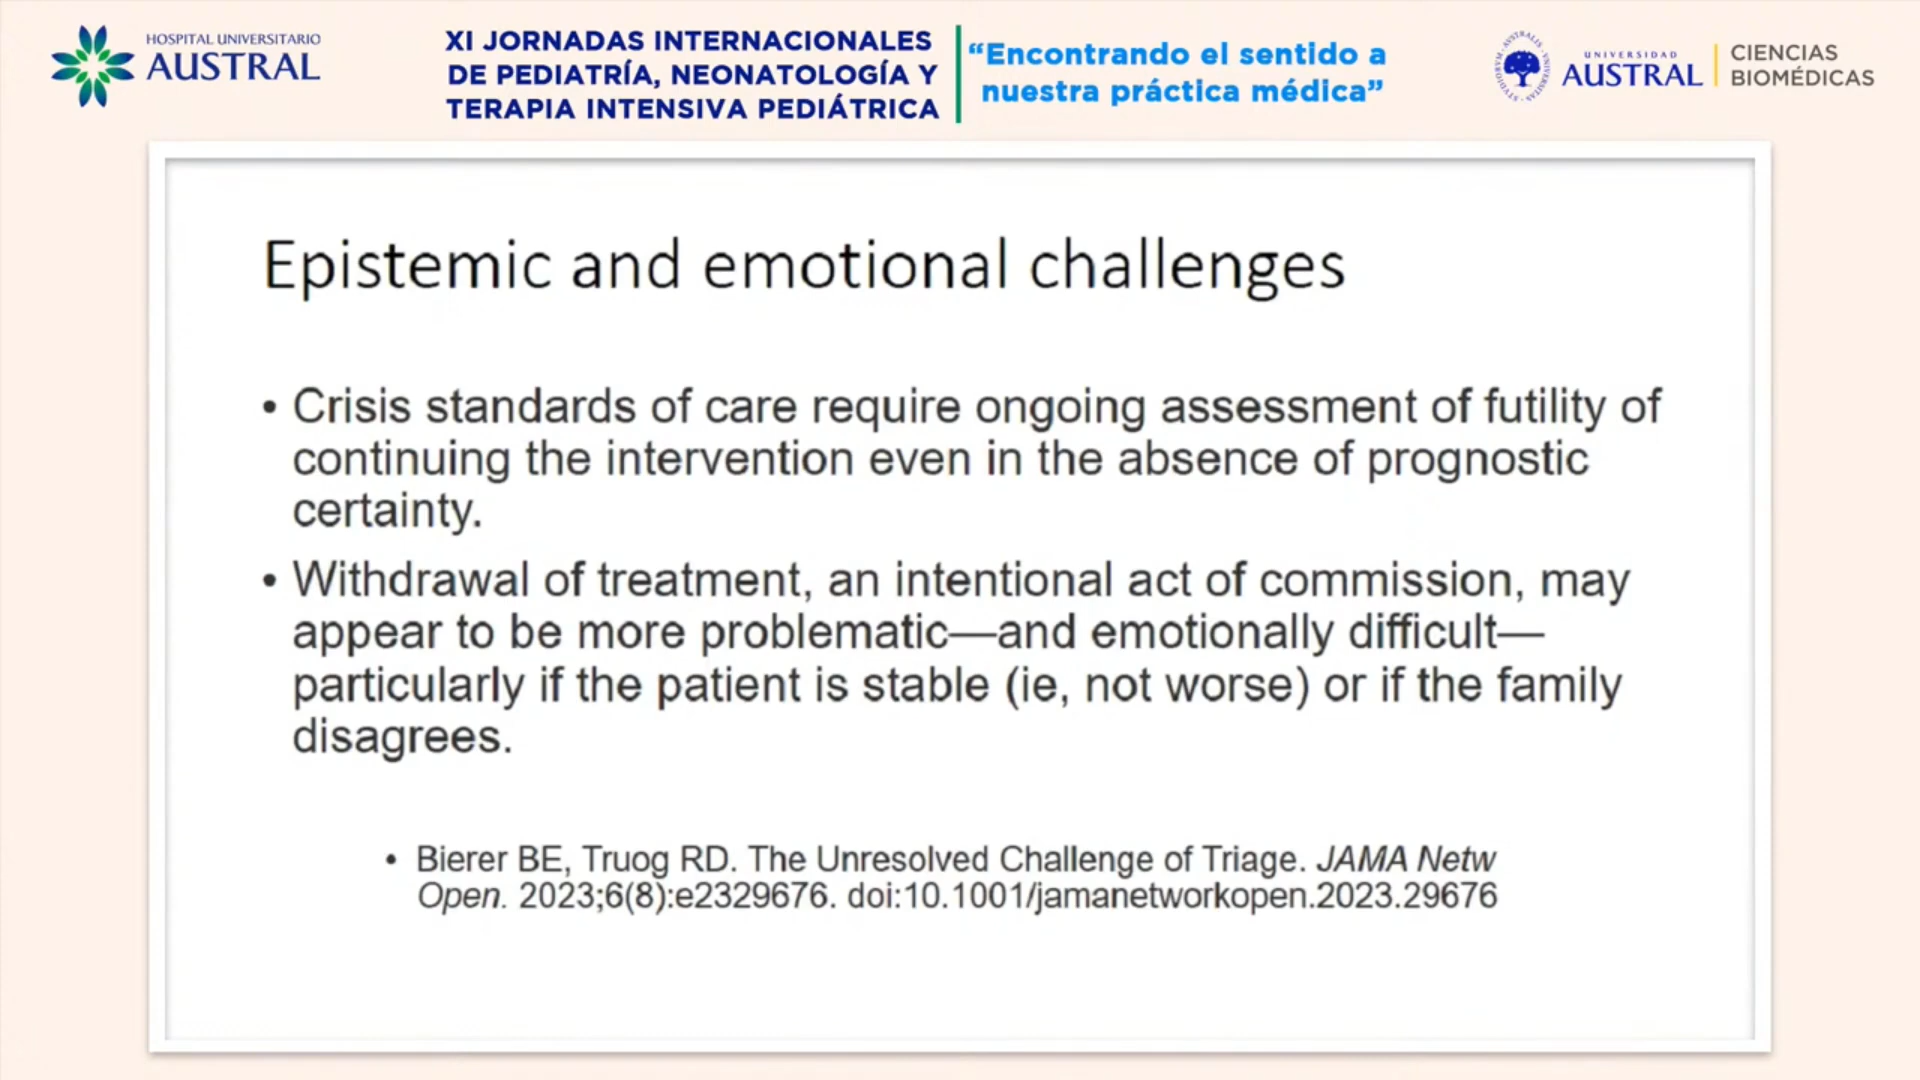 HOSPITAL UNIVERSITARIO
AUSTRAL
XI JORNADAS INTERNACIONALES
DE PEDIATRÍA, NEONATOLOGÍA Y
TERAPIA INTENSIVA PEDIÁTRICA
“Encontrando el sentido a
nuestra práctica médica”
UNIVERSIDAD
AUSTRAL
CIENCIAS
BIOMÉDICAS
Epistemic and emotional challenges
• Crisis standards of care require ongoing assessment of futility of
continuing the intervention even in the absence of prognostic
certainty.
• Withdrawal of treatment, an intentional act of commission, may
appear to be more problematic—and emotionally difficult—
particularly if the patient is stable (ie, not worse) or if the family
disagrees.
• Bierer BE, Truog RD. The Unresolved Challenge of Triage. JAMA Netw
Open. 2023;6(8):e2329676. doi:10.1001/jamanetworkopen.2023.29676